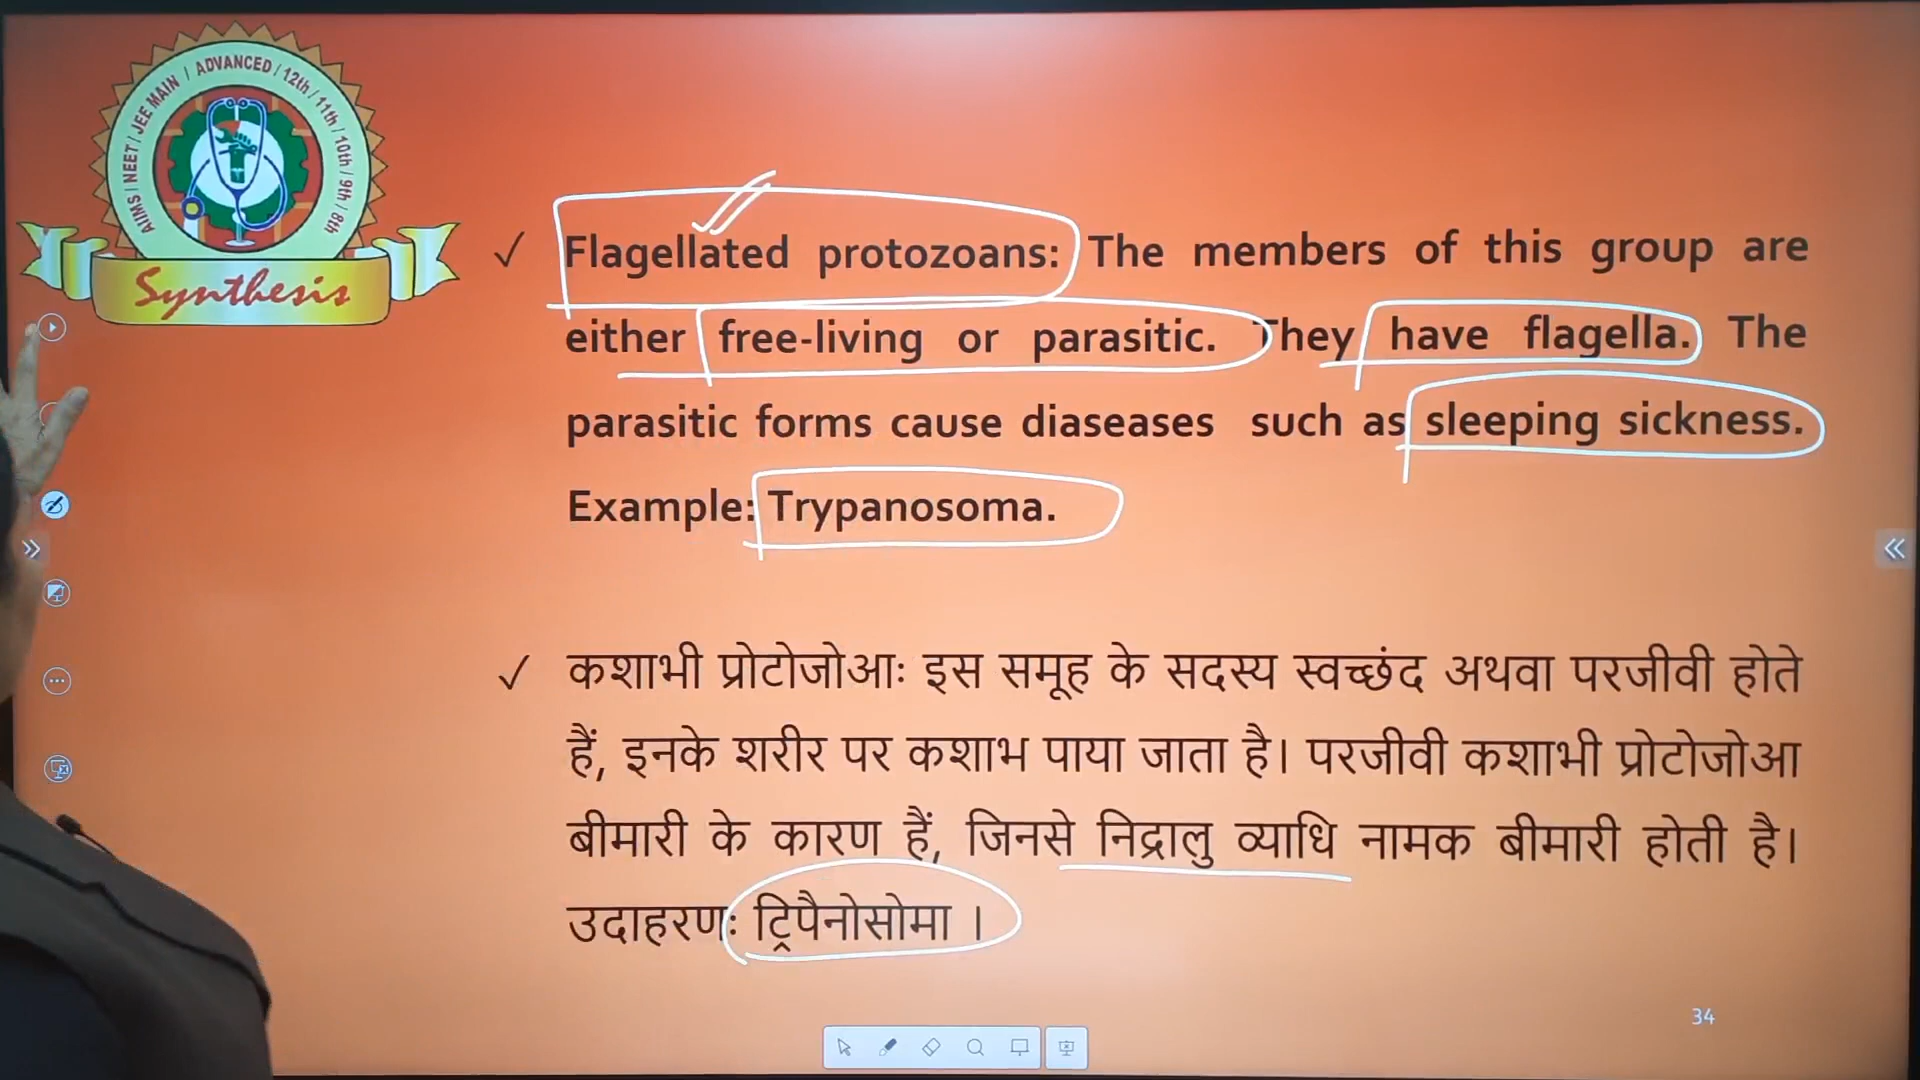 AIIMS / NEET / JEE MAIN / ADVANCED / 12th / 11th / 10th / 9th / 8th
Synthesis
✓ Flagellated protozoans: The members of this group are
either free-living or parasitic. They have flagella. The
parasitic forms cause diaseases such as sleeping sickness.
Example: Trypanosoma.
✓ कशाभी प्रोटोजोआः इस समूह के सदस्य स्वच्छंद अथवा परजीवी होते
हैं, इनके शरीर पर कशाभ पाया जाता है। परजीवी कशाभी प्रोटोजोआ
बीमारी के कारण हैं, जिनसे निद्रालु व्याधि नामक बीमारी होती है।
उदाहरणः ट्रिपैनोसोमा ।
34